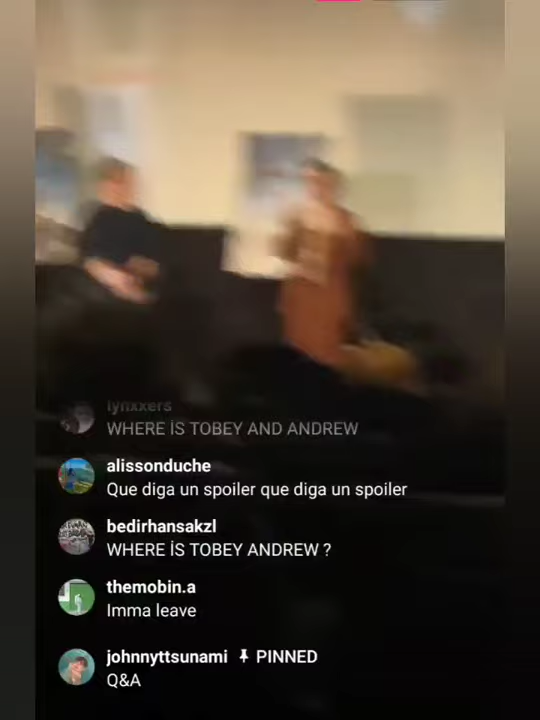 lynxxers
WHERE İS TOBEY AND ANDREW
alissonduche
Que diga un spoiler que diga un spoiler
bedirhansakzl
WHERE İS TOBEY ANDREW ?
themobin.a
Imma leave
johnnyttsunami PINNED
Q&A